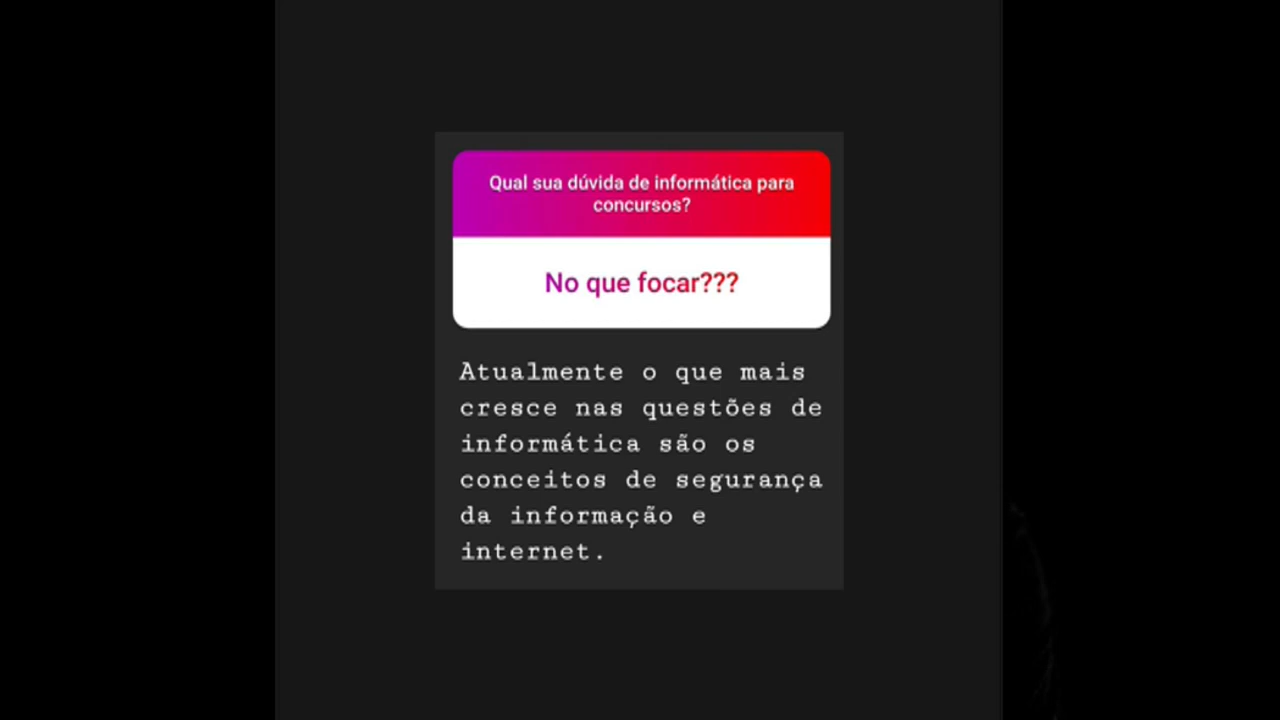 Qual sua dúvida de informática para
concursos?
No que focar???
Atualmente o que mais
cresce nas questões de
informática são os
conceitos de segurança
da informação e
internet.